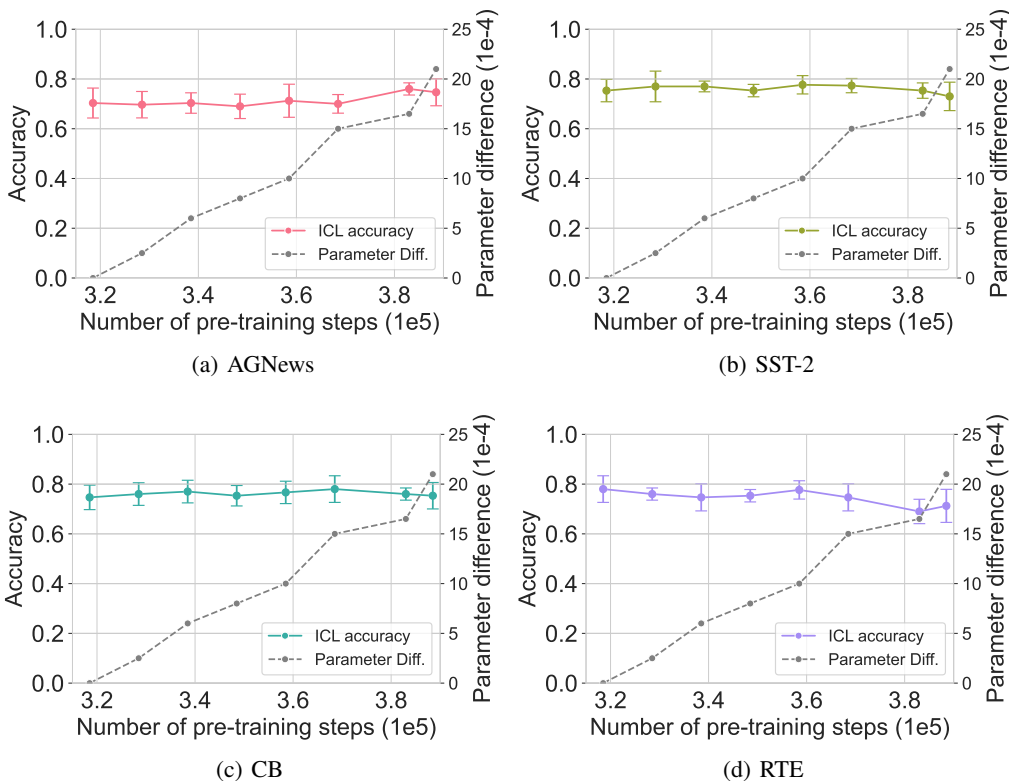 1.0
0.8
0.6
0.4
0.2
0.0
Accuracy
25
20
15
10
5
0
Parameter difference (1e-4)
ICL accuracy
Parameter Diff.
3.2 3.4 3.6 3.8
Number of pre-training steps (1e5)
(a) AGNews
1.0
0.8
0.6
0.4
0.2
0.0
Accuracy
25
20
15
10
5
0
Parameter difference (1e-4)
ICL accuracy
Parameter Diff.
3.2 3.4 3.6 3.8
Number of pre-training steps (1e5)
(b) SST-2
1.0
0.8
0.6
0.4
0.2
0.0
Accuracy
25
20
15
10
5
0
Parameter difference (1e-4)
ICL accuracy
Parameter Diff.
3.2 3.4 3.6 3.8
Number of pre-training steps (1e5)
(c) CB
1.0
0.8
0.6
0.4
0.2
0.0
Accuracy
25
20
15
10
5
0
Parameter difference (1e-4)
ICL accuracy
Parameter Diff.
3.2 3.4 3.6 3.8
Number of pre-training steps (1e5)
(d) RTE